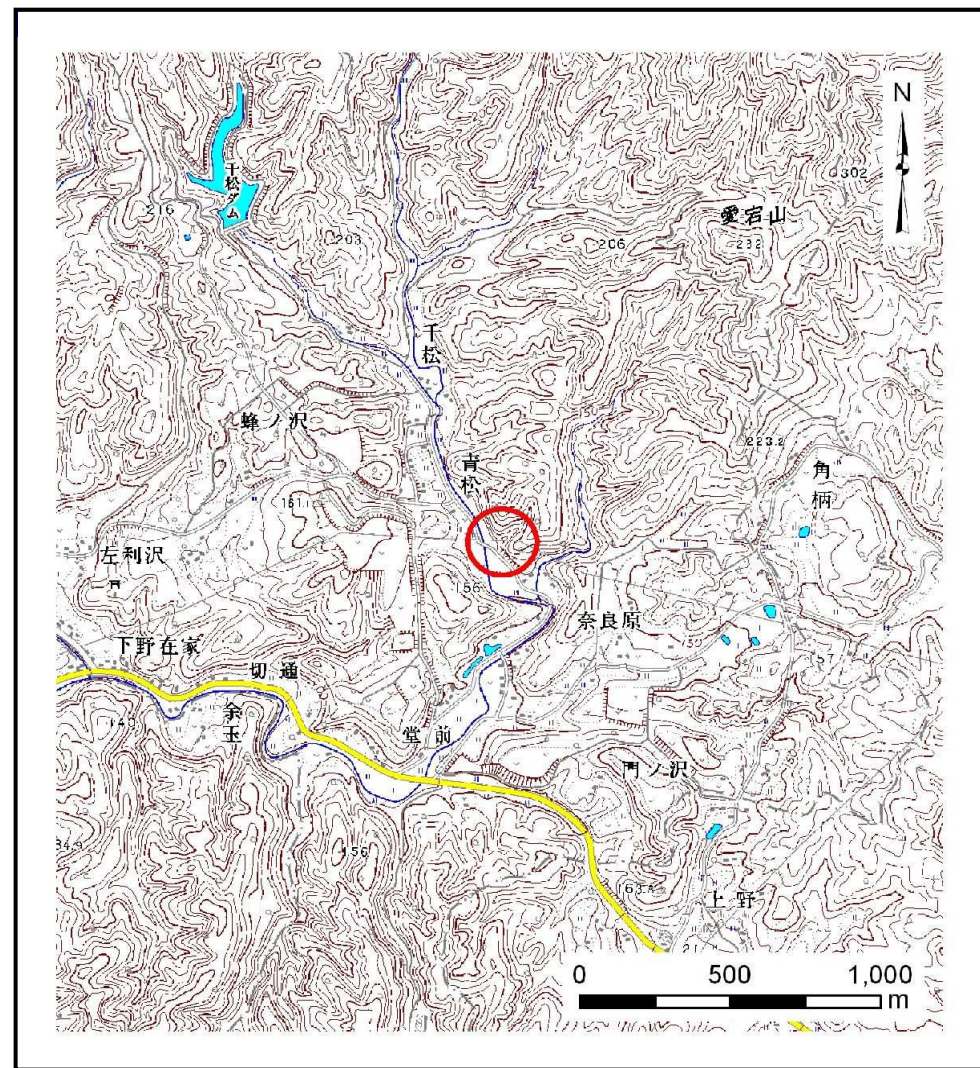 N
302
千松ダム
216
愛宕山
203
206
232
千松
蜂ノ沢
青松
223.2
角柄
161
左利沢
156
奈良原
下野在家
切通
余玉
140
157
堂前
門ノ沢
156
163.8
上野
0 500 1,000
m